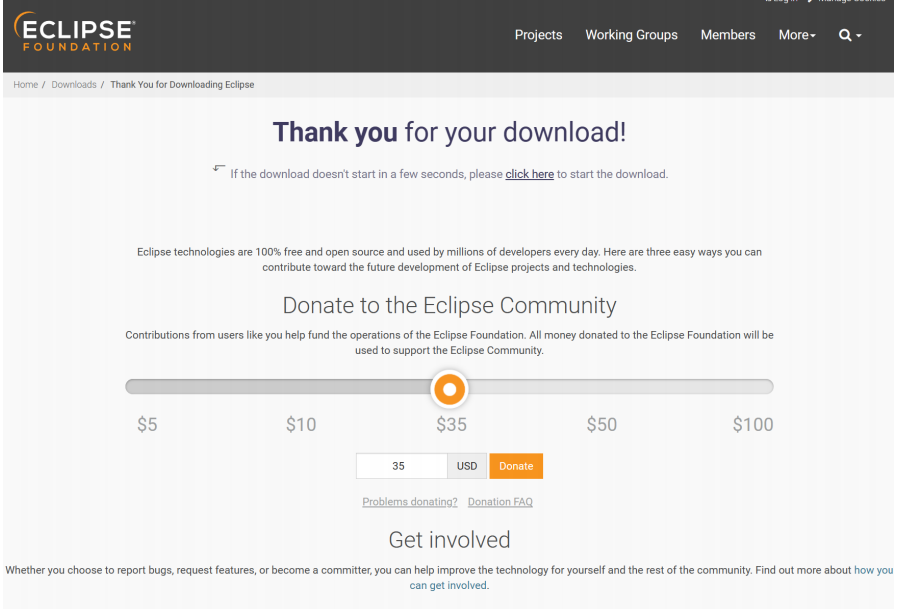 Log in Manage Cookies
ECLIPSE
FOUNDATION
Projects Working Groups Members More
Home / Downloads / Thank You for Downloading Eclipse
Thank you for your download!
If the download doesn't start in a few seconds, please click here to start the download.
Eclipse technologies are 100% free and open source and used by millions of developers every day. Here are three easy ways you can
contribute toward the future development of Eclipse projects and technologies.
Donate to the Eclipse Community
Contributions from users like you help fund the operations of the Eclipse Foundation. All money donated to the Eclipse Foundation will be
used to support the Eclipse Community.
$5 $10 $35 $50 $100
35 USD Donate
Problems donating? Donation FAQ
Get involved
Whether you choose to report bugs, request features, or become a committer, you can help improve the technology for yourself and the rest of the community. Find out more about how you
can get involved.